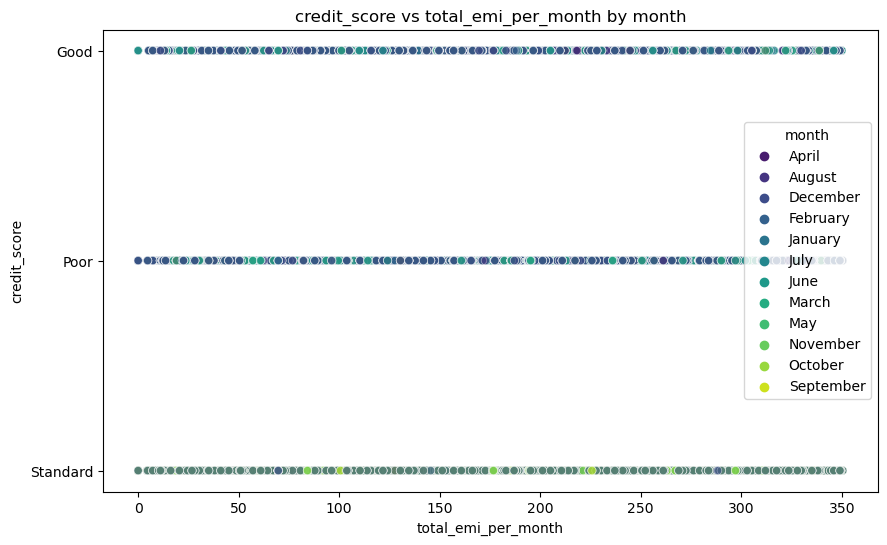 credit_score vs total_emi_per_month by month
Good
Poor
Standard
credit_score
0 50 100 150 200 250 300 350
total_emi_per_month
month
April
August
December
February
January
July
June
March
May
November
October
September